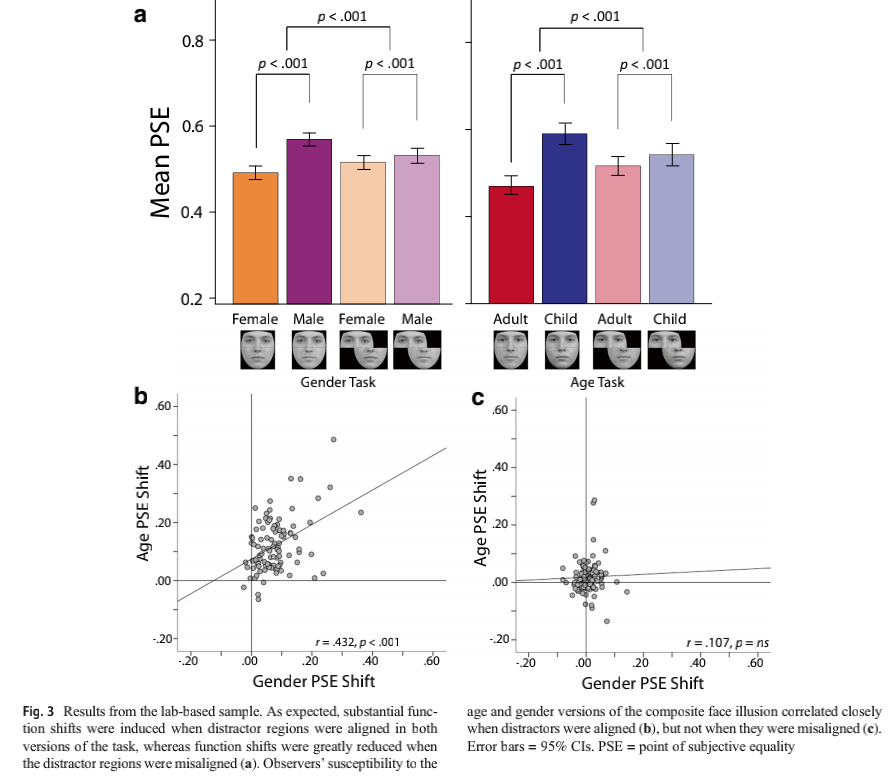 a
p < .001
p < .001
0.8
p < .001
p < .001
p < .001
p < .001
Mean PSE
0.6
0.4
0.2
Female Male Female Male
Adult Child Adult Child
Gender Task
Age Task
b
.60
Age PSE Shift
.40
.20
.00
-.20
r = .432, p < .001
-.20 .00 .20 .40 .60
Gender PSE Shift
c
.60
Age PSE Shift
.40
.20
.00
-.20
r = .107, p = ns
-.20 .00 .20 .40 .60
Gender PSE Shift
Fig. 3 Results from the lab-based sample. As expected, substantial func-
tion shifts were induced when distractor regions were aligned in both
versions of the task, whereas function shifts were greatly reduced when
the distractor regions were misaligned (a). Observers' susceptibility to the
age and gender versions of the composite face illusion correlated closely
when distractors were aligned (b), but not when they were misaligned (c).
Error bars = 95% CIs. PSE = point of subjective equality